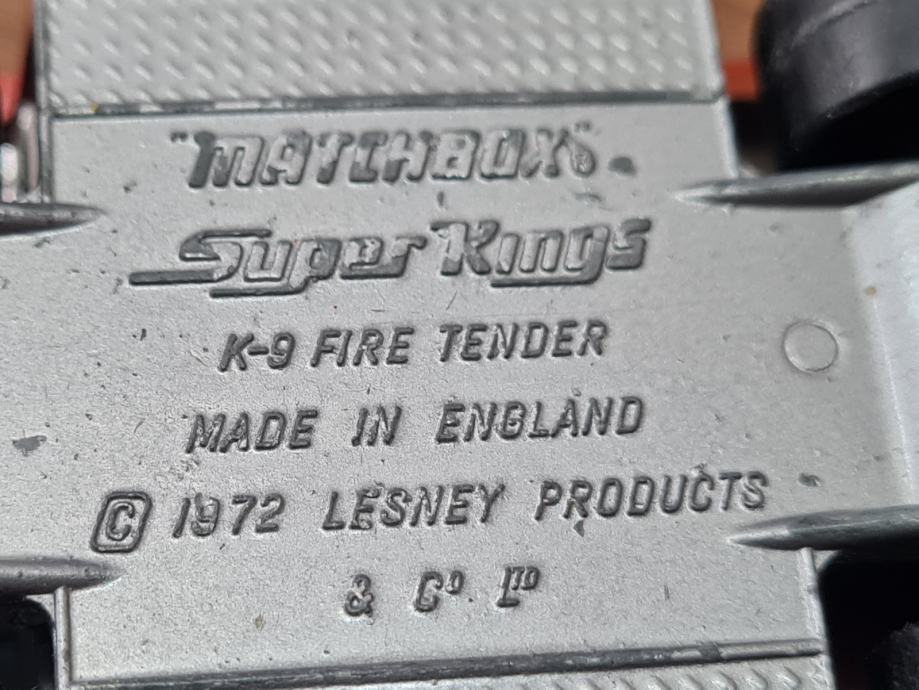 "MATCHBOX"
Super Kings
K-9 FIRE TENDER
MADE IN ENGLAND
© 1972 LESNEY PRODUCTS
& Cº LTD